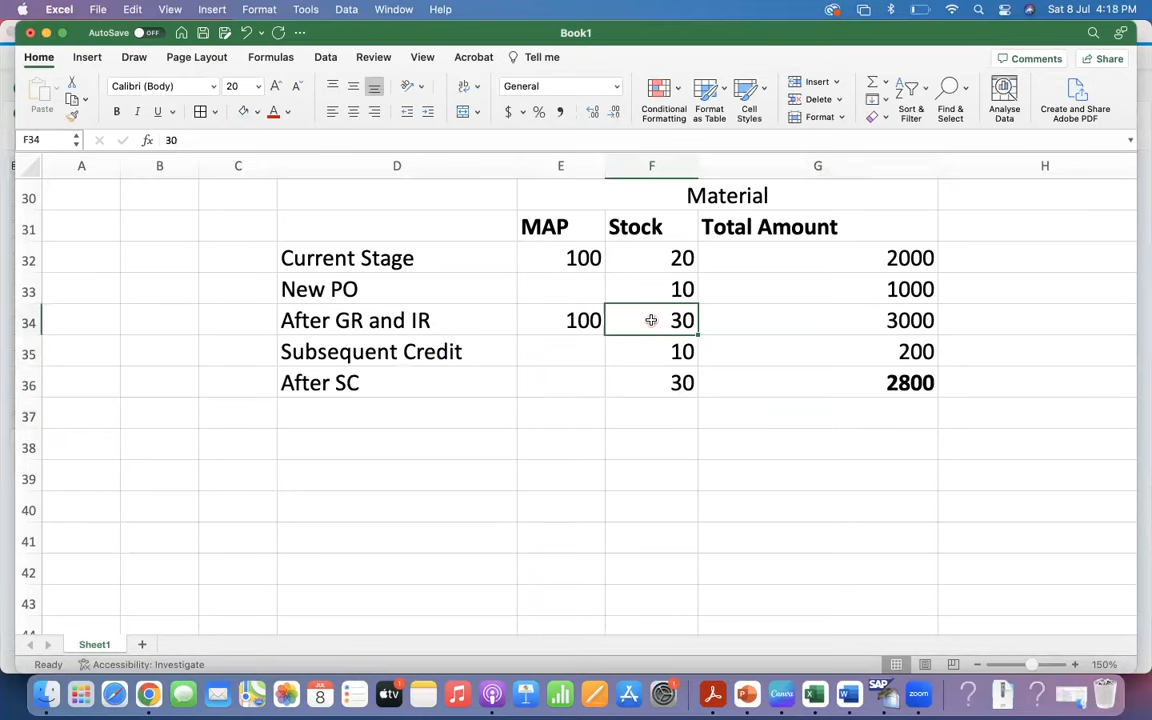 Excel File Edit View Insert Format Tools Data Window Help Sat 8 Jul 4:18 PM
AutoSave OFF Book1
Home Insert Draw Page Layout Formulas Data Review View Acrobat Tell me Comments Share
Paste Calibri (Body) 20 A A General Conditional Formatting Format as Table Cell Styles Insert Delete Format Sort & Filter Find & Select Analyse Data Create and Share Adobe PDF
B I U A $ %
F34 fx 30
A B C D E F G H
30 Material
31 MAP Stock Total Amount
32 Current Stage 100 20 2000
33 New PO 10 1000
34 After GR and IR 100 30 3000
35 Subsequent Credit 10 200
36 After SC 30 2800
37
38
39
40
41
42
43
Sheet1
Ready Accessibility: Investigate 150%
8 tv SAP zoom